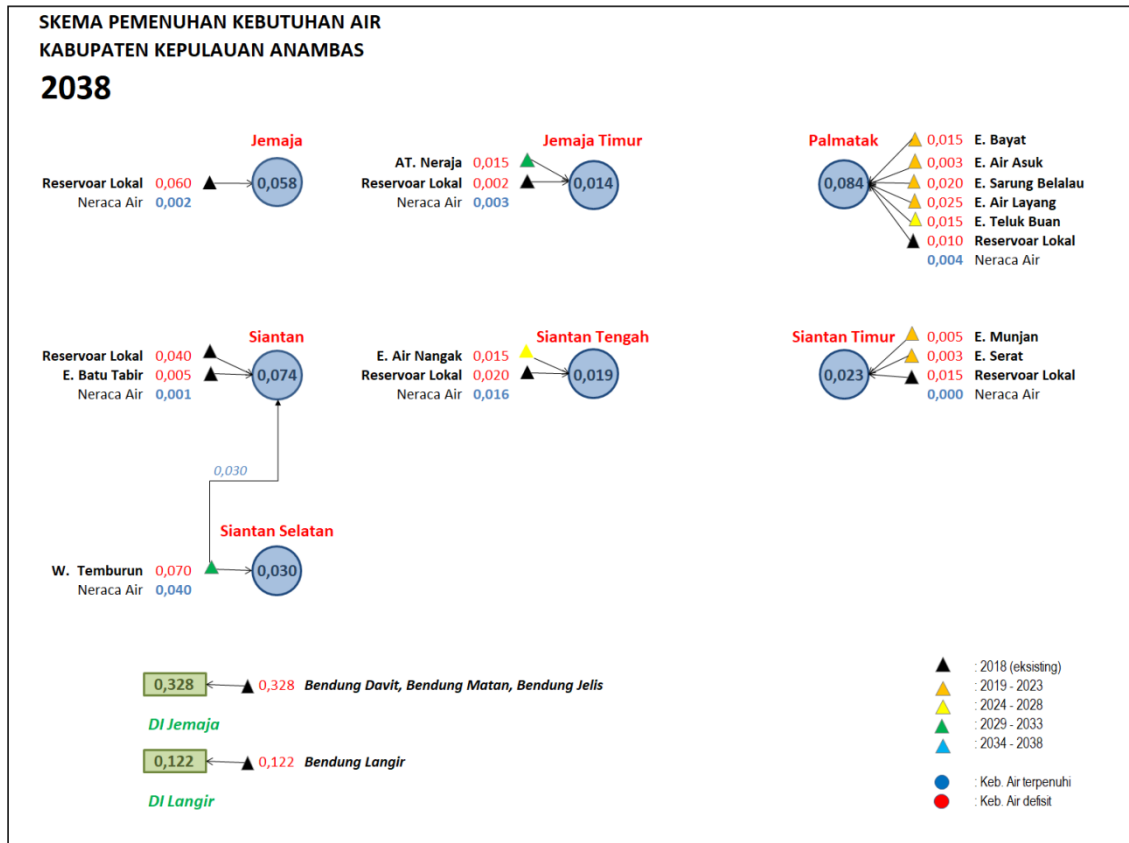 SKEMA PEMENUHAN KEBUTUHAN AIR
KABUPATEN KEPULAUAN ANAMBAS
2038
Jemaja
Reservoar Lokal 0,060 0,058
Neraca Air 0,002
Jemaja Timur
AT. Neraja 0,015
Reservoar Lokal 0,002 0,014
Neraca Air 0,003
Palmatak
0,084
0,015 E. Bayat
0,003 E. Air Asuk
0,020 E. Sarung Belalau
0,025 E. Air Layang
0,015 E. Teluk Buan
0,010 Reservoar Lokal
0,004 Neraca Air
Siantan
Reservoar Lokal 0,040
E. Batu Tabir 0,005 0,074
Neraca Air 0,001
Siantan Tengah
E. Air Nangak 0,015
Reservoar Lokal 0,020 0,019
Neraca Air 0,016
Siantan Timur
0,023
0,005 E. Munjan
0,003 E. Serat
0,015 Reservoar Lokal
0,000 Neraca Air
0,030
Siantan Selatan
W. Temburun 0,070 0,030
Neraca Air 0,040
0,328 0,328 Bendung Davit, Bendung Matan, Bendung Jelis
DI Jemaja
0,122 0,122 Bendung Langir
DI Langir
: 2018 (eksisting)
: 2019 - 2023
: 2024 - 2028
: 2029 - 2033
: 2034 - 2038
: Keb. Air terpenuhi
: Keb. Air defisit